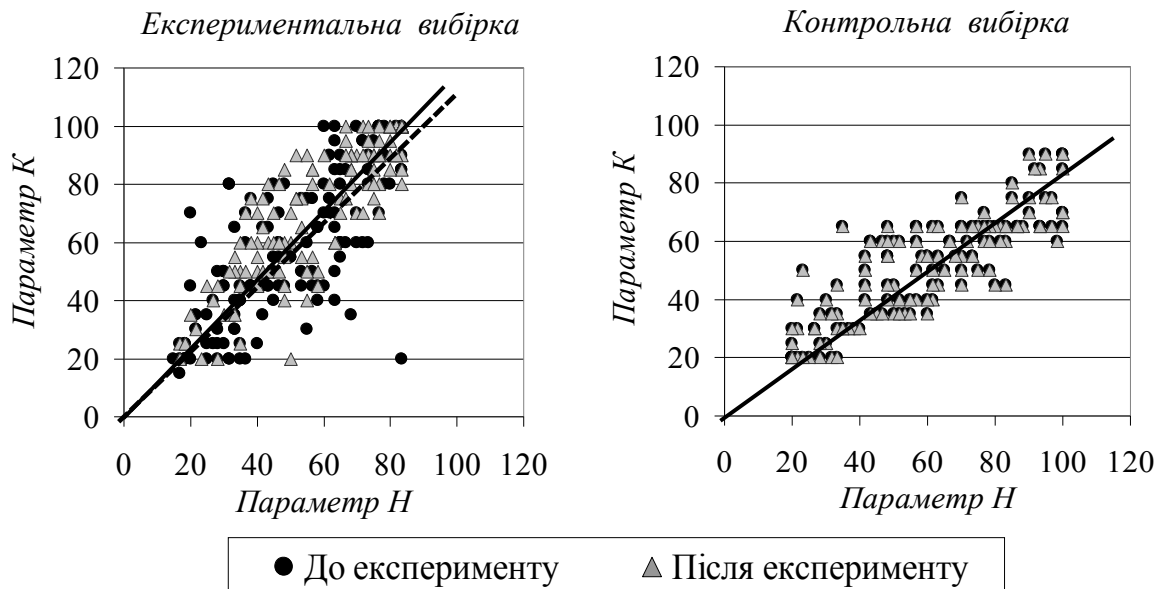 Експериментальна вибірка
Контрольна вибірка
120
100
80
60
40
20
0
Параметр К
0 20 40 60 80 100 120
Параметр Н
120
100
80
60
40
20
0
Параметр К
0 20 40 60 80 100 120
Параметр Н
До експерименту
Після експерименту